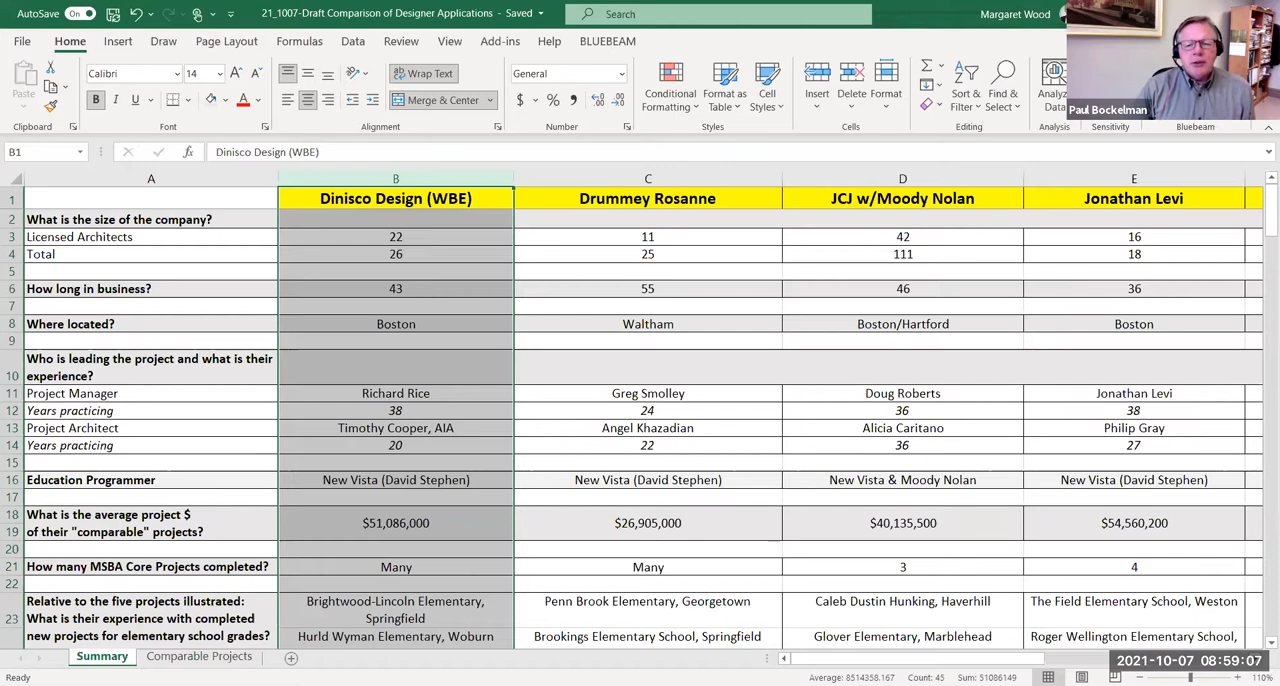 AutoSave On 21_1007-Draft Comparison of Designer Applications - Saved Search Margaret Wood
File Home Insert Draw Page Layout Formulas Data Review View Add-ins Help BLUEBEAM
Paste Calibri 14 A A Wrap Text General Conditional Formatting Format as Table Cell Styles Insert Delete Format Sort & Filter Find & Select Analyze Data
B I U A Merge & Center $ % 9
Paul Bockelman
Clipboard Font Alignment Number Styles Cells Editing Analysis Sensitivity Bluebeam
B1 fx Dinisco Design (WBE)
A B C D E
1 Dinisco Design (WBE) Drummey Rosanne JCJ w/Moody Nolan Jonathan Levi
2 What is the size of the company?
3 Licensed Architects 22 11 42 16
4 Total 26 25 111 18
5
6 How long in business? 43 55 46 36
7
8 Where located? Boston Waltham Boston/Hartford Boston
9
Who is leading the project and what is their
10 experience?
11 Project Manager Richard Rice Greg Smolley Doug Roberts Jonathan Levi
12 Years practicing 38 24 36 38
13 Project Architect Timothy Cooper, AIA Angel Khazadian Alicia Caritano Philip Gray
14 Years practicing 20 22 36 27
15
16 Education Programmer New Vista (David Stephen) New Vista (David Stephen) New Vista & Moody Nolan New Vista (David Stephen)
17
18 What is the average project $
19 of their "comparable" projects? $51,086,000 $26,905,000 $40,135,500 $54,560,200
20
21 How many MSBA Core Projects completed? Many Many 3 4
22
Relative to the five projects illustrated: Brightwood-Lincoln Elementary, Penn Brook Elementary, Georgetown Caleb Dustin Hunking, Haverhill The Field Elementary School, Weston
23 What is their experience with completed Springfield
new projects for elementary school grades? Hurld Wyman Elementary, Woburn Brookings Elementary School, Springfield Glover Elementary, Marblehead Roger Wellington Elementary School,
Summary Comparable Projects
2021-10-07 08:59:07
Ready Average: 8514358.167 Count: 45 Sum: 51086149 110%